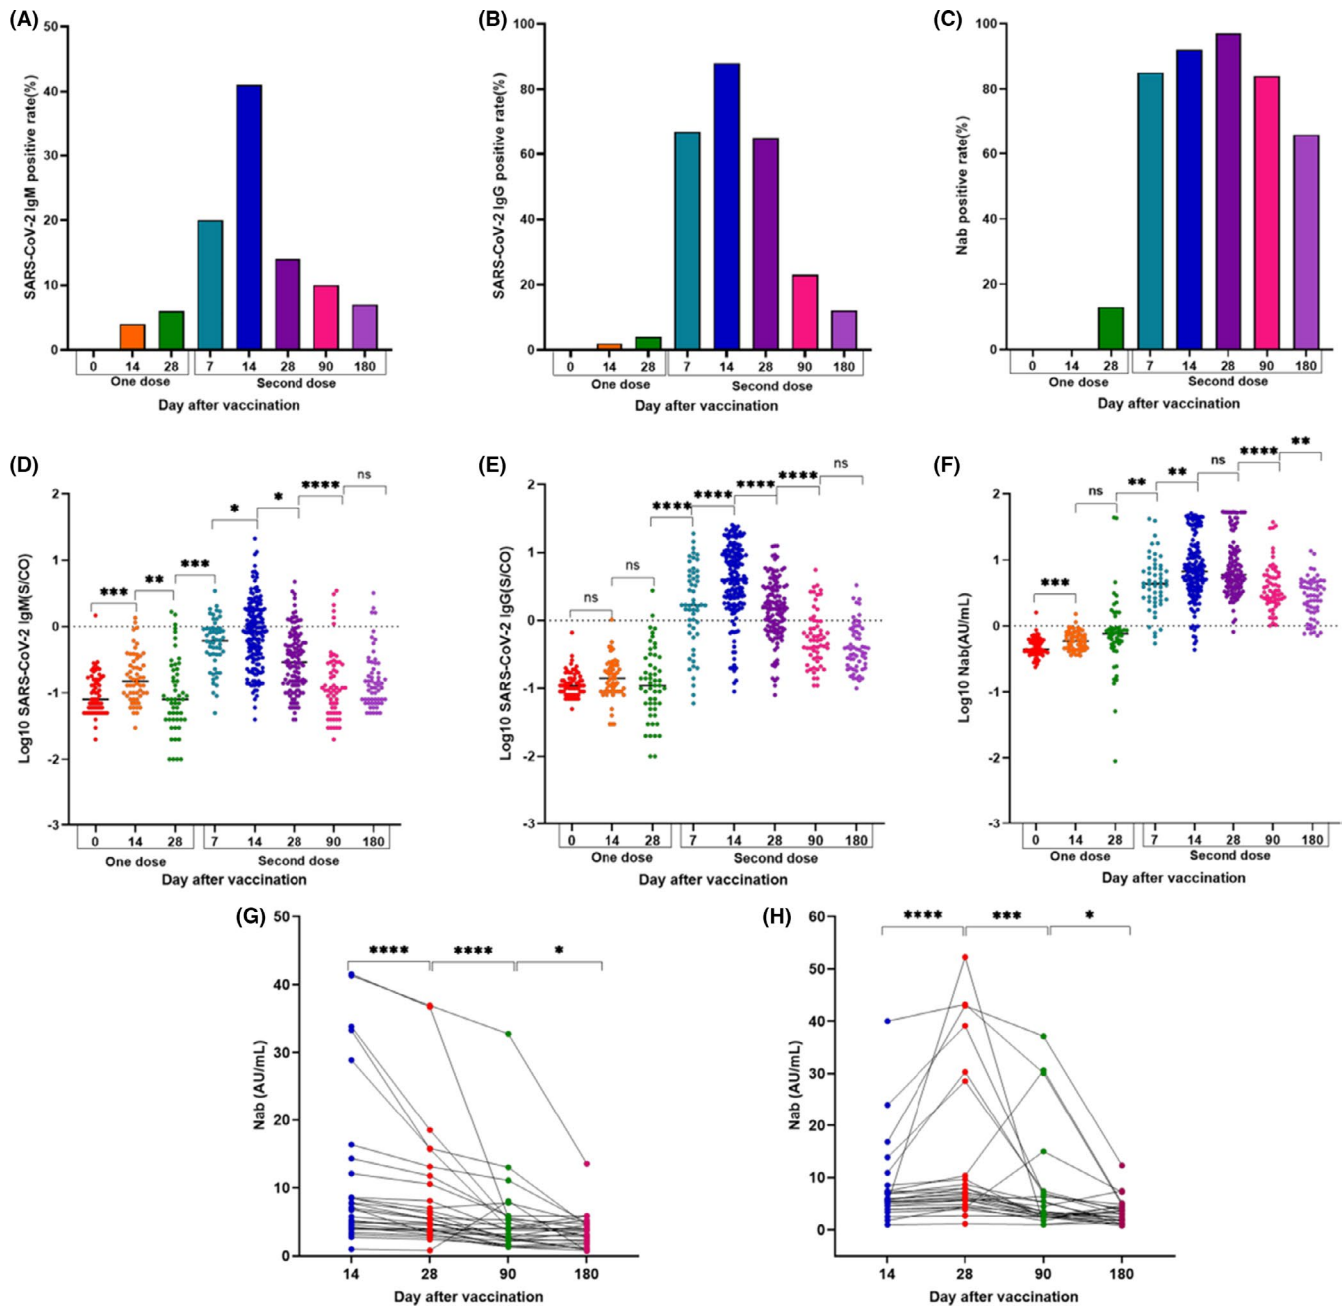 (A)
SARS-CoV-2 IgM positive rate(%)
50
40
30
20
10
0
0 14 28 7 14 28 90 180
One dose Second dose
Day after vaccination
(B)
SARS-CoV-2 IgG positive rate(%)
100
80
60
40
20
0
0 14 28 7 14 28 90 180
One dose Second dose
Day after vaccination
(C)
Nab positive rate(%)
100
80
60
40
20
0
0 14 28 7 14 28 90 180
One dose Second dose
Day after vaccination
(D)
Log10 SARS-CoV-2 IgM(S/CO)
*** ** *** * * **** ns
2
1
0
-1
-2
-3
0 14 28 7 14 28 90 180
One dose Second dose
Day after vaccination
(E)
Log10 SARS-CoV-2 IgG(S/CO)
ns ns **** **** **** **** ns
2
1
0
-1
-2
-3
0 14 28 7 14 28 90 180
One dose Second dose
Day after vaccination
(F)
Log10 Nab(AU/mL)
*** ns ** ** ns **** **
2
1
0
-1
-2
-3
0 14 28 7 14 28 90 180
One dose Second dose
Day after vaccination
(G)
Nab (AU/mL)
**** **** *
50
40
30
20
10
0
14 28 90 180
Day after vaccination
(H)
Nab (AU/mL)
**** *** *
60
50
40
30
20
10
0
14 28 90 180
Day after vaccination